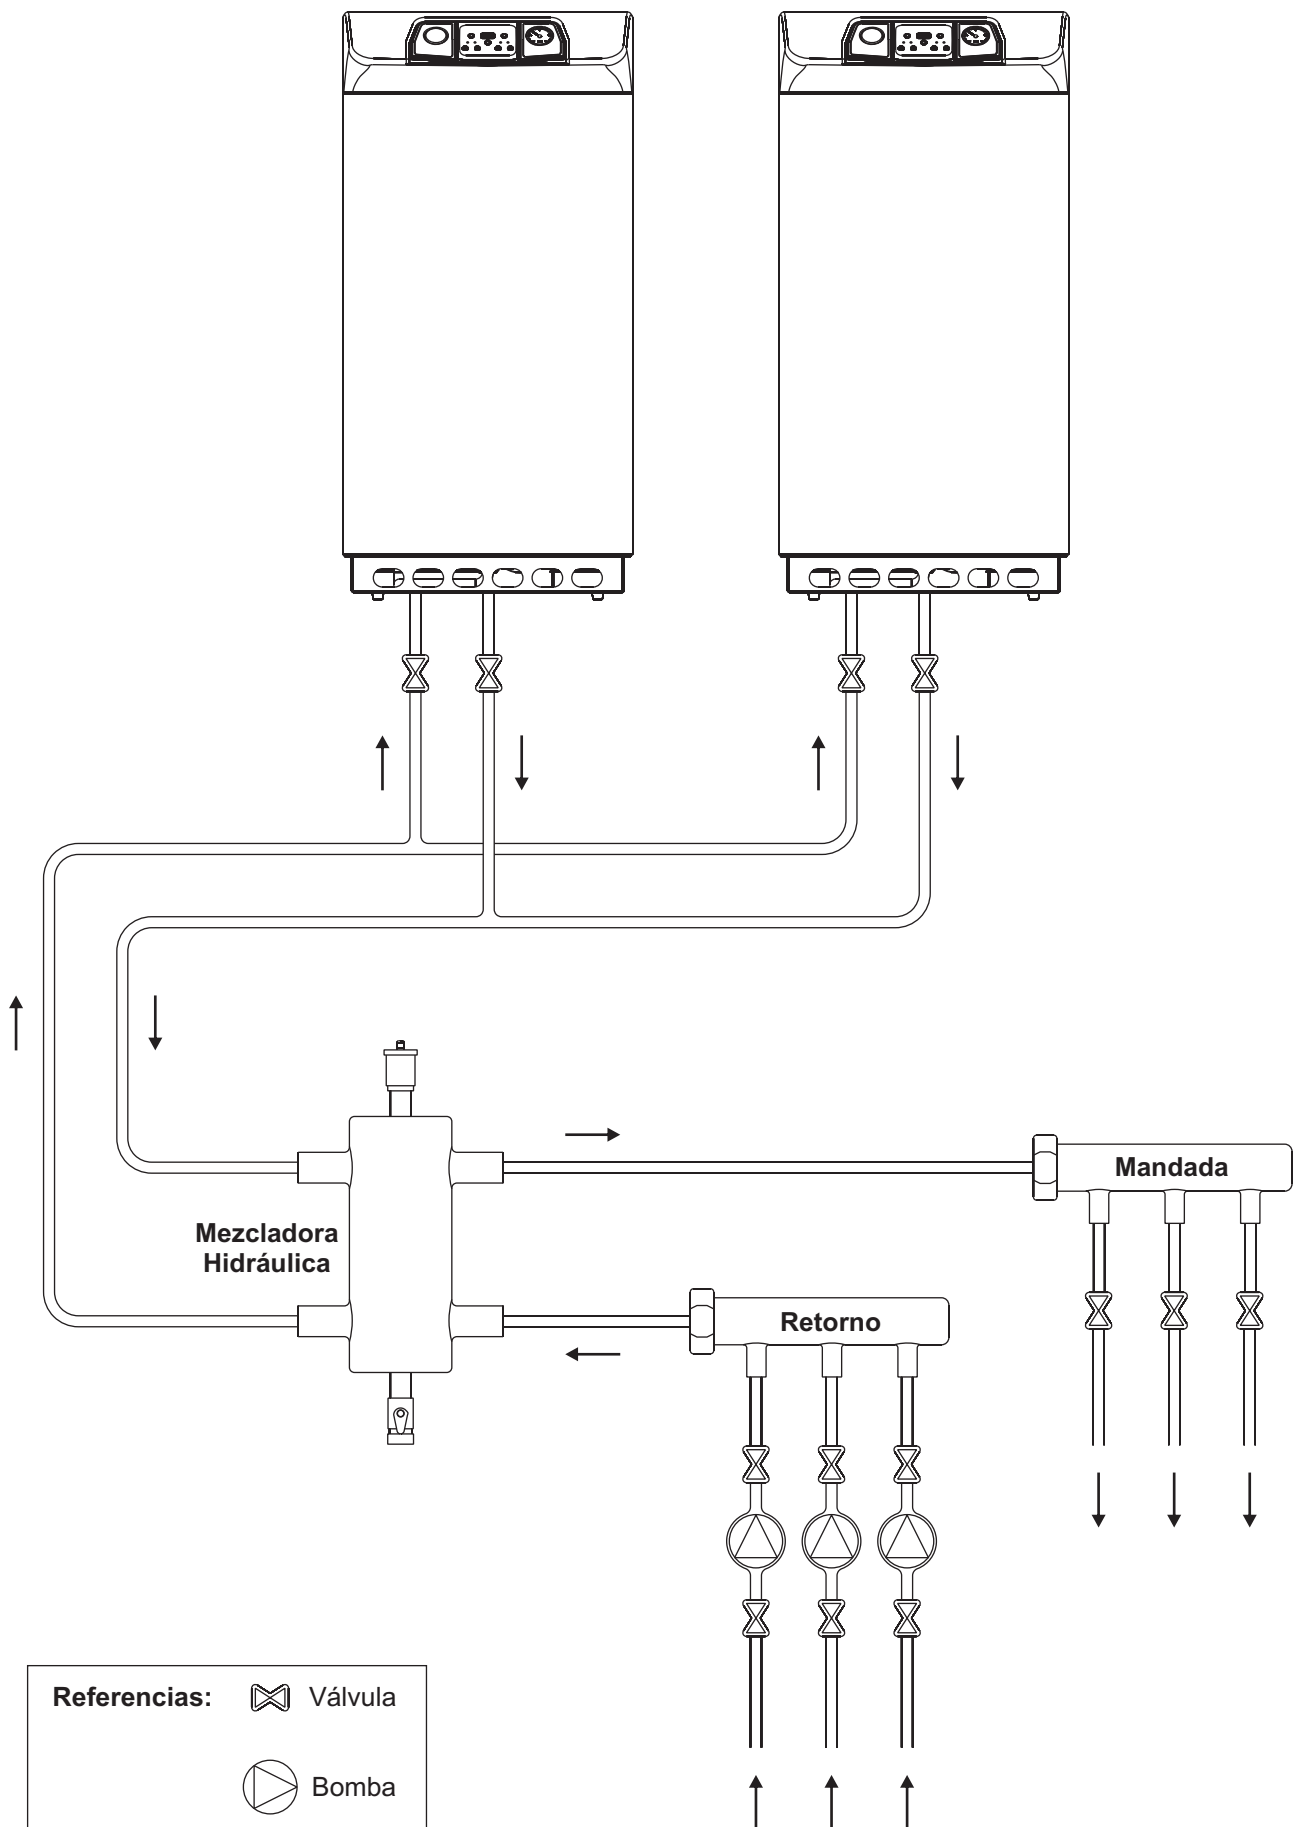 Mandada
Mezcladora
Hidráulica
Retorno
Referencias: Válvula
Bomba